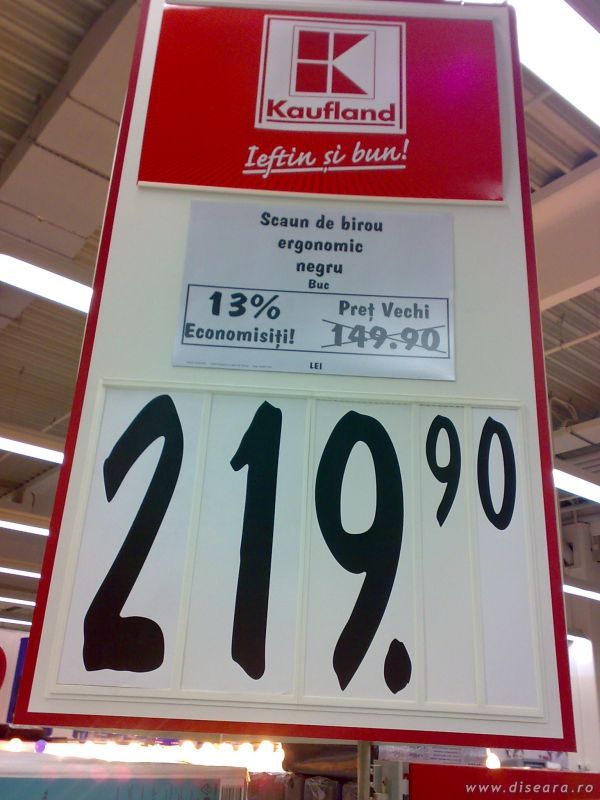 Kaufland
Ieftin și bun!
Scaun de birou
ergonomic
negru
Buc
13%
Economisiți!
Preț Vechi
149.90
LEI
219.90
www.diseara.ro